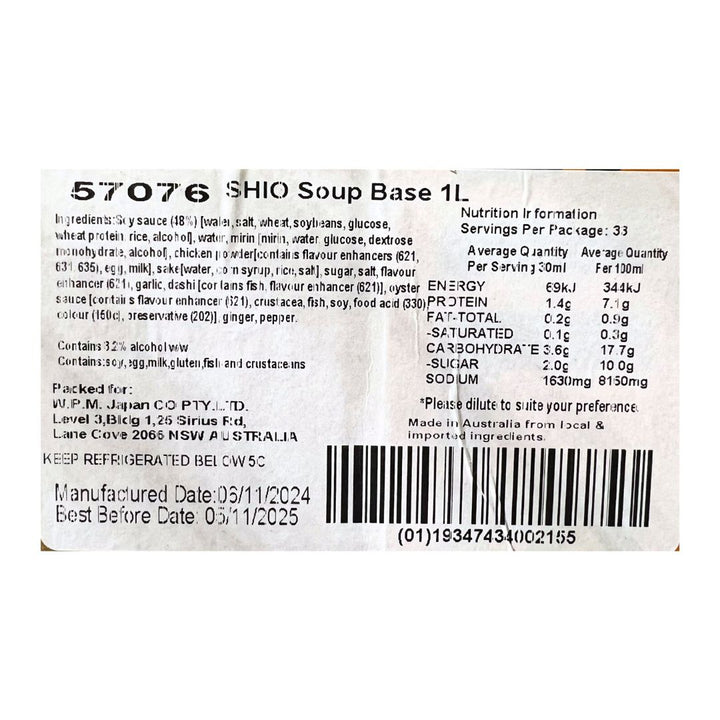 57076 SHIO Soup Base 1L
Ingredients:Soy sauce (48%) [water, salt, wheat, soybeans, glucose,
wheat protein, rice, alcohol], water, mirin [mirin, water, glucose, dextrose
monohydrate, alcohol], chicken powder[contains flavour enhancers (621,
631, 635), egg, milk], sake[water, corn syrup, rice, salt], sugar, salt, flavour
enhancer (621), garlic, dashi [contains fish, flavour enhancer (621)], oyster
sauce [contains flavour enhancer (621), crustacea, fish, soy, food acid (330)
colour (150c), preservative (202)], ginger, pepper.
Contains 3.2% alcohol v/w
Contains:soy,egg,milk,gluten,fish and crustaceans
Packed for:
W.P.M. Japan CO PTY.LTD.
Level 3,Bldg 1,25 Sirius Rd,
Lane Cove 2066 NSW AUSTRALIA
KEEP REFRIGERATED BELOW 5C
Manufactured Date:06/11/2024
Best Before Date: 05/11/2025
Nutrition Information
Servings Per Package: 33
Average Quantity Average Quantity
Per Serving 30ml Per 100ml
ENERGY 69kJ 344kJ
PROTEIN 1.4g 7.1g
FAT-TOTAL 0.2g 0.9g
-SATURATED 0.1g 0.3g
CARBOHYDRATE 3.6g 17.7g
-SUGAR 2.0g 10.0g
SODIUM 1630mg 8150mg
*Please dilute to suite your preference.
Made in Australia from local &
imported ingredients.
(01)19347434002155